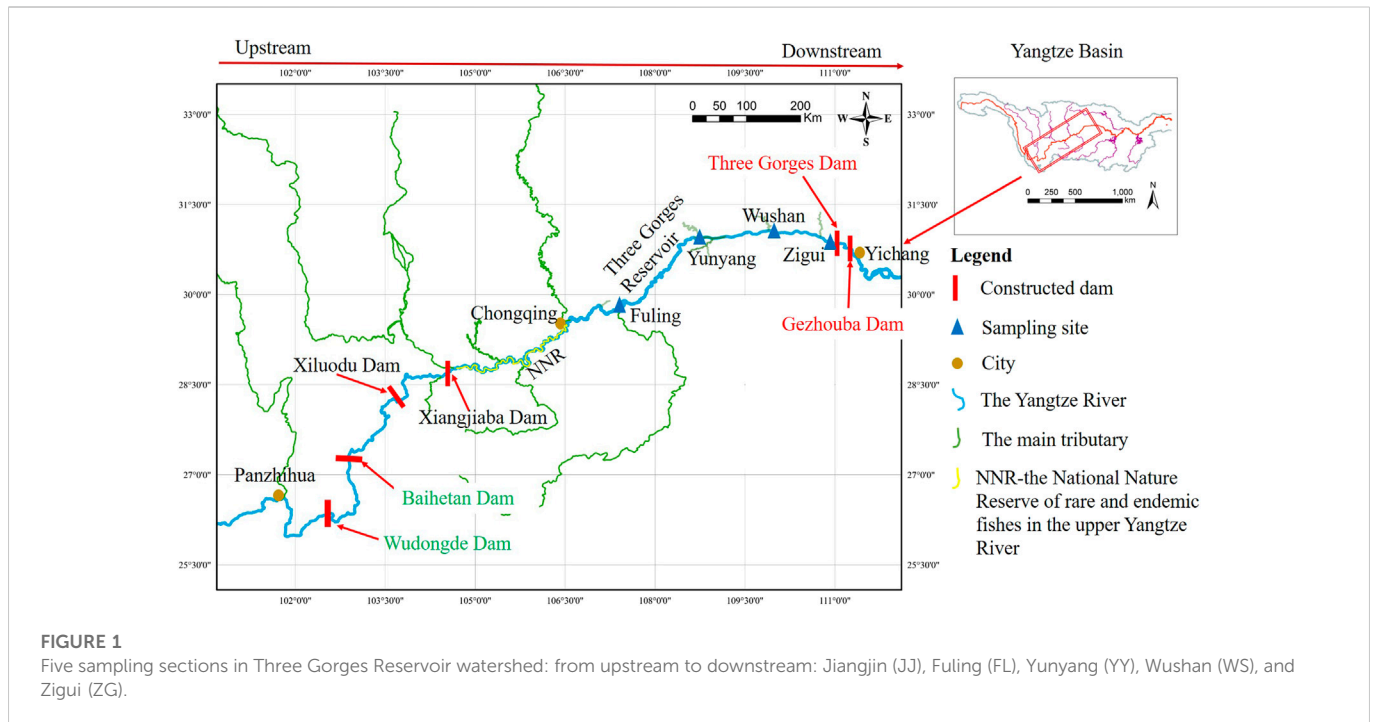 Upstream
Downstream
Yangtze Basin
102°0'0"
103°30'0"
105°0'0"
106°30'0"
108°0'0"
109°30'0"
111°0'0"
33°0'0"
31°30'0"
30°0'0"
28°30'0"
27°0'0"
25°30'0"
33°0'0"
31°30'0"
30°0'0"
28°30'0"
27°0'0"
25°30'0"
0 50 100 200
Km
N
W E
S
Three Gorges Dam
Wushan
Three Gorges
Reservoir
Yunyang
Zigui
Yichang
Chongqing
Fuling
Gezhouba Dam
NNR
Xiluodu Dam
Xiangjiaba Dam
Panzhihua
Baihetan Dam
Wudongde Dam
102°0'0"
103°30'0"
105°0'0"
106°30'0"
108°0'0"
109°30'0"
111°0'0"
0 250 500 1,000
km
N
Legend
Constructed dam
Sampling site
City
The Yangtze River
The main tributary
NNR-the National Nature
Reserve of rare and endemic
fishes in the upper Yangtze
River
FIGURE 1
Five sampling sections in Three Gorges Reservoir watershed: from upstream to downstream: Jiangjin (JJ), Fuling (FL), Yunyang (YY), Wushan (WS), and
Zigui (ZG).